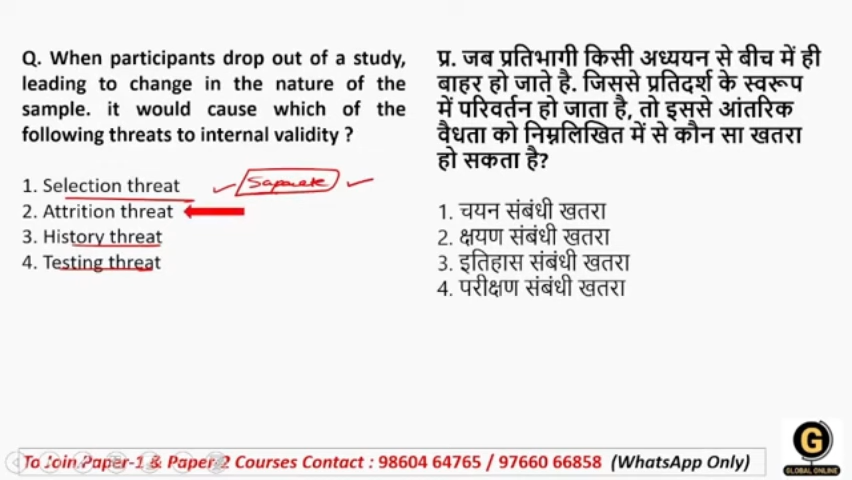 Q. When participants drop out of a study,
leading to change in the nature of the
sample. it would cause which of the
following threats to internal validity ?
1. Selection threat
Saparate
2. Attrition threat
3. History threat
4. Testing threat
प्र. जब प्रतिभागी किसी अध्ययन से बीच में ही
बाहर हो जाते है. जिससे प्रतिदर्श के स्वरूप
में परिवर्तन हो जाता है, तो इससे आंतरिक
वैधता को निम्नलिखित में से कौन सा खतरा
हो सकता है?
1. चयन संबंधी खतरा
2. क्षयण संबंधी खतरा
3. इतिहास संबंधी खतरा
4. परीक्षण संबंधी खतरा
To Join Paper-1 & Paper-2 Courses Contact : 98604 64765 / 97660 66858 (WhatsApp Only)
G
GLOBAL ONLINE